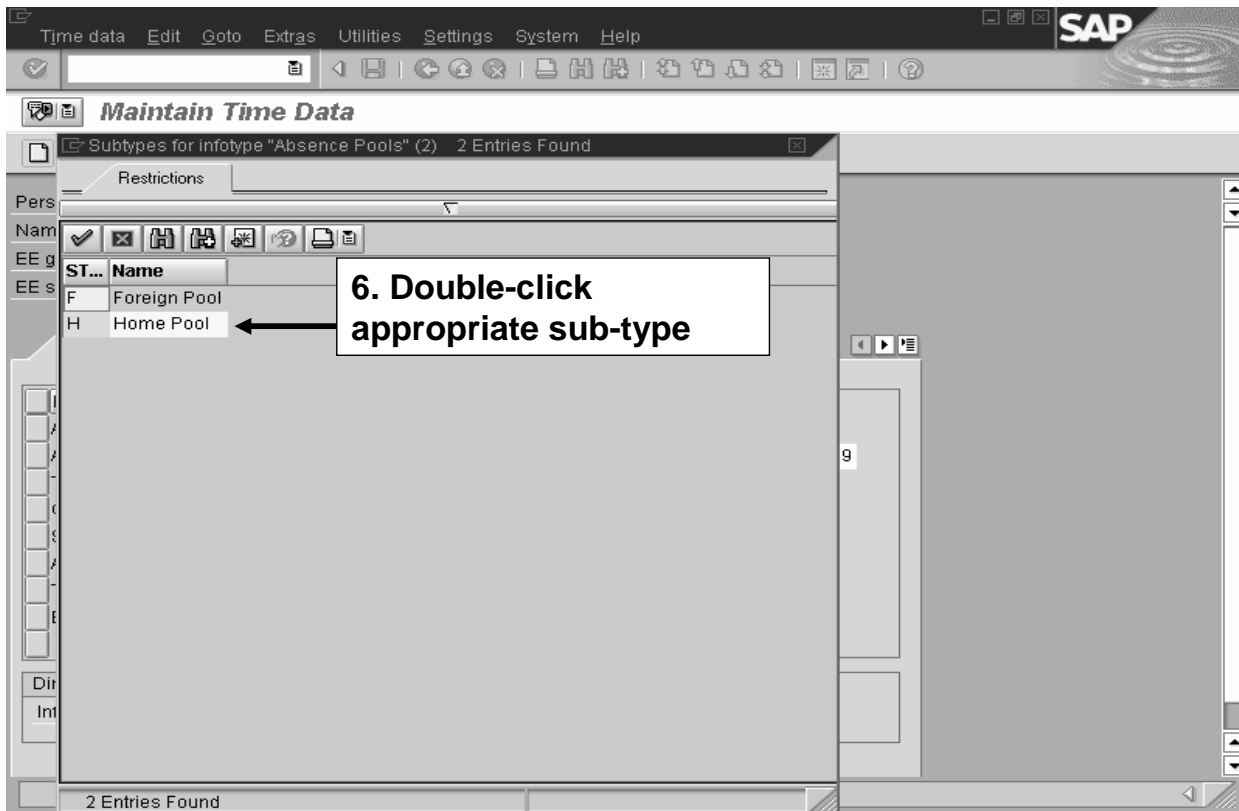 Time data Edit Goto Extras Utilities Settings System Help
SAP
Maintain Time Data
Subtypes for infotype "Absence Pools" (2) 2 Entries Found
Restrictions
Pers
Nam
EE g
EE s
ST... Name
F Foreign Pool
H Home Pool
6. Double-click
appropriate sub-type
9
Dir
Int
2 Entries Found